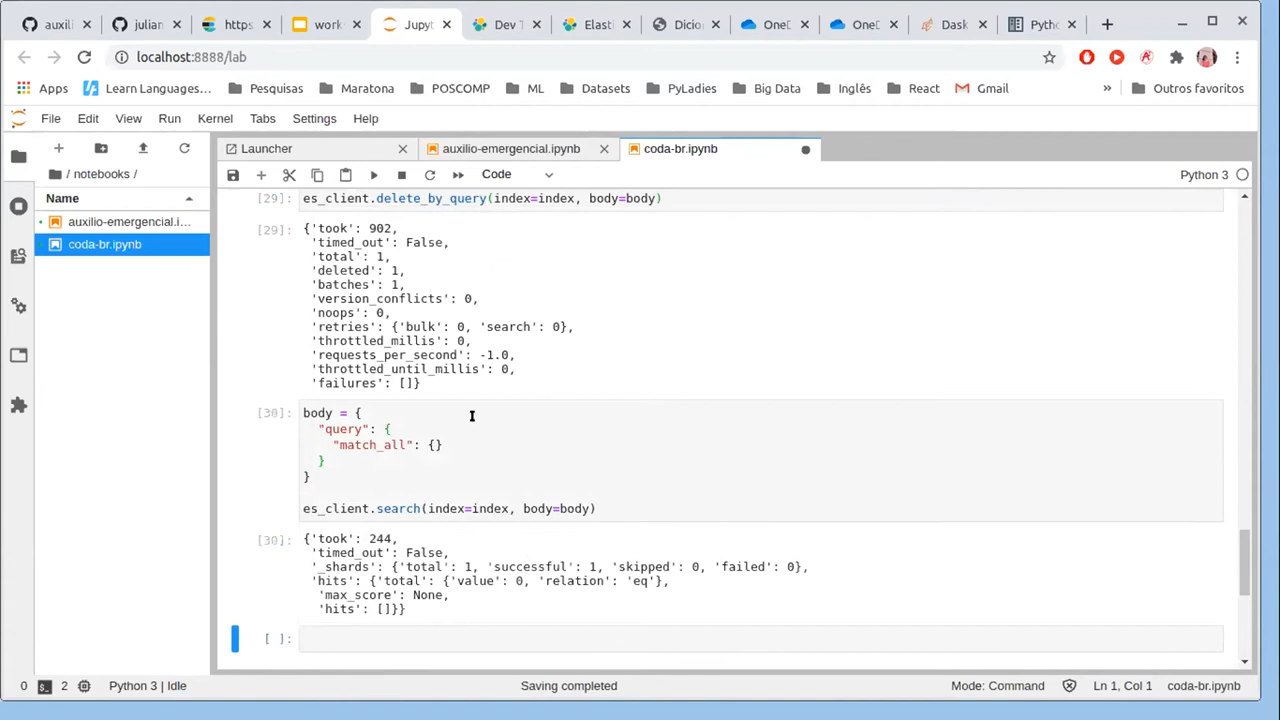 auxili
julian
https
work
Jupyt
Dev T
Elasti
Dicio
OneD
OneD
Dask
Pytho
localhost:8888/lab
Apps
Learn Languages...
Pesquisas
Maratona
POSCOMP
ML
Datasets
PyLadies
Big Data
Inglês
React
Gmail
»
Outros favoritos
File Edit View Run Kernel Tabs Settings Help
Launcher
auxilio-emergencial.ipynb
coda-br.ipynb
/ notebooks /
Code
Python 3
Name
auxilio-emergencial.i...
coda-br.ipynb
[29]: es_client.delete_by_query(index=index, body=body)
[29]: {'took': 902,
'timed_out': False,
'total': 1,
'deleted': 1,
'batches': 1,
'version_conflicts': 0,
'noops': 0,
'retries': {'bulk': 0, 'search': 0},
'throttled_millis': 0,
'requests_per_second': -1.0,
'throttled_until_millis': 0,
'failures': []}
[30]: body = {
"query": {
"match_all": {}
}
}
es_client.search(index=index, body=body)
[30]: {'took': 244,
'timed_out': False,
'_shards': {'total': 1, 'successful': 1, 'skipped': 0, 'failed': 0},
'hits': {'total': {'value': 0, 'relation': 'eq'},
'max_score': None,
'hits': []}}
[ ]:
0
2
Python 3 | Idle
Saving completed
Mode: Command
Ln 1, Col 1
coda-br.ipynb